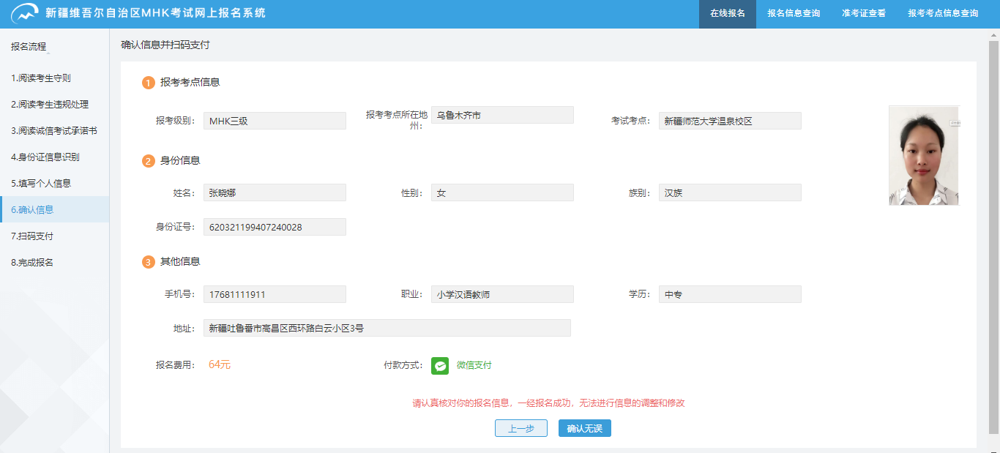 新疆维吾尔自治区MHK考试网上报名系统
在线报名 报名信息查询 准考证查看 报考考点信息查询
报名流程
1.阅读考生守则
2.阅读考生违规处理
3.阅读诚信考试承诺书
4.身份证信息识别
5.填写个人信息
6.确认信息
7.扫码支付
8.完成报名
确认信息并扫码支付
1 报考考点信息
报考级别： MHK三级
报考考点所在地
州： 乌鲁木齐市
考试考点： 新疆师范大学温泉校区
2 身份信息
姓名： 张晓娜 性别： 女 族别： 汉族
身份证号： 620321199407240028
3 其他信息
手机号： 17681111911 职业： 小学汉语教师 学历： 中专
地址： 新疆吐鲁番市高昌区西环路白云小区3号
报名费用： 64元 付款方式： 微信支付
请认真核对你的报名信息，一经报名成功，无法进行信息的调整和修改
上一步 确认无误